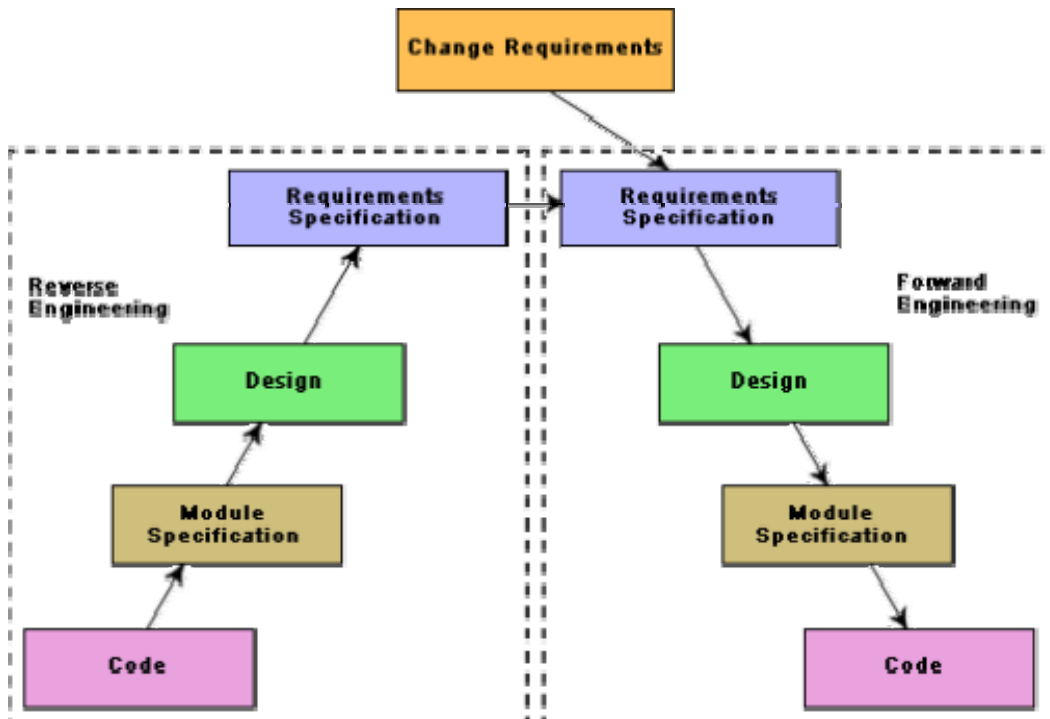 Change Requirements
Requirements
Specification
Requirements
Specification
Reverse
Engineering
Forward
Engineering
Design
Design
Module
Specification
Module
Specification
Code
Code